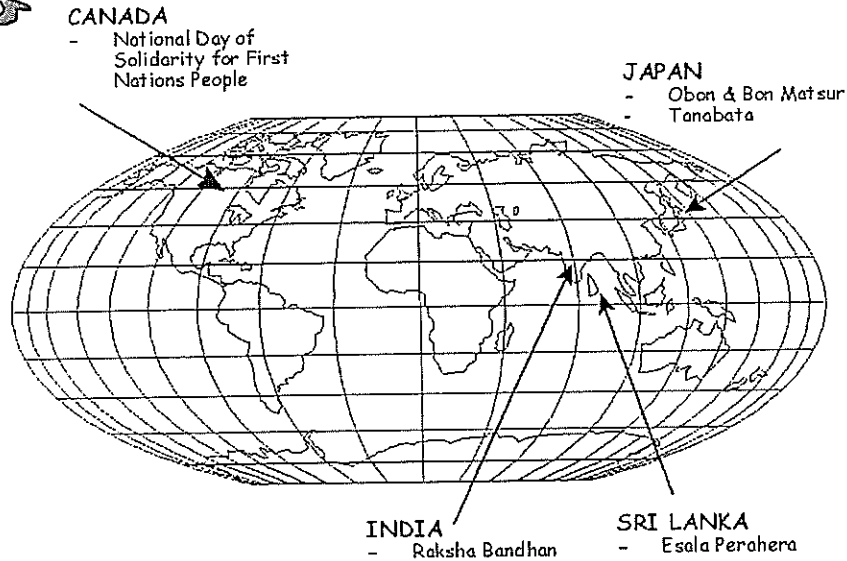 CANADA
- National Day of
Solidarity for First
Nations People
JAPAN
- Obon & Bon Matsur
- Tanabata
INDIA
- Raksha Bandhan
SRI LANKA
- Esala Perahera